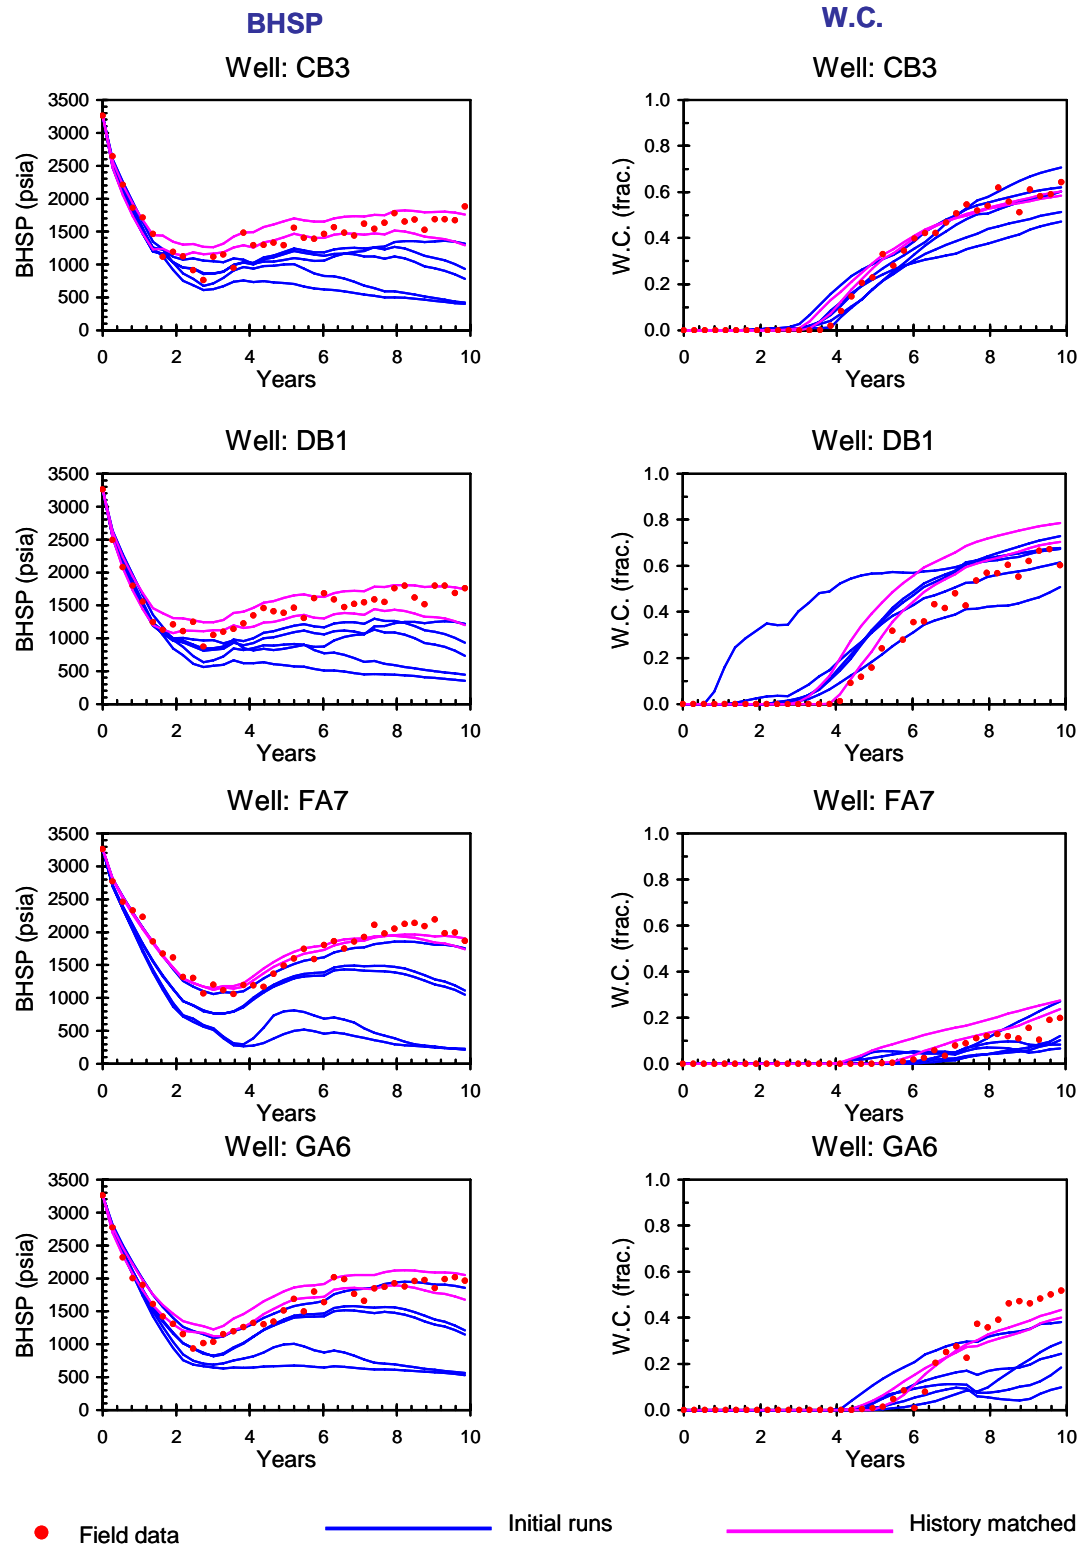 BHSP W.C.
Well: CB3 Well: CB3
3500 1.0
3000
2500 0.8
2000 0.6
1500 0.4
1000
500 0.2
0 0.0
BHSP (psia) W.C. (frac.)
0 2 4 6 8 10 0 2 4 6 8 10
Years Years
Well: DB1 Well: DB1
3500 1.0
3000
2500 0.8
2000 0.6
1500 0.4
1000
500 0.2
0 0.0
BHSP (psia) W.C. (frac.)
0 2 4 6 8 10 0 2 4 6 8 10
Years Years
Well: FA7 Well: FA7
3500 1.0
3000
2500 0.8
2000 0.6
1500 0.4
1000
500 0.2
0 0.0
BHSP (psia) W.C. (frac.)
0 2 4 6 8 10 0 2 4 6 8 10
Years Years
Well: GA6 Well: GA6
3500 1.0
3000
2500 0.8
2000 0.6
1500 0.4
1000
500 0.2
0 0.0
BHSP (psia) W.C. (frac.)
0 2 4 6 8 10 0 2 4 6 8 10
Years Years
Field data Initial runs History matched